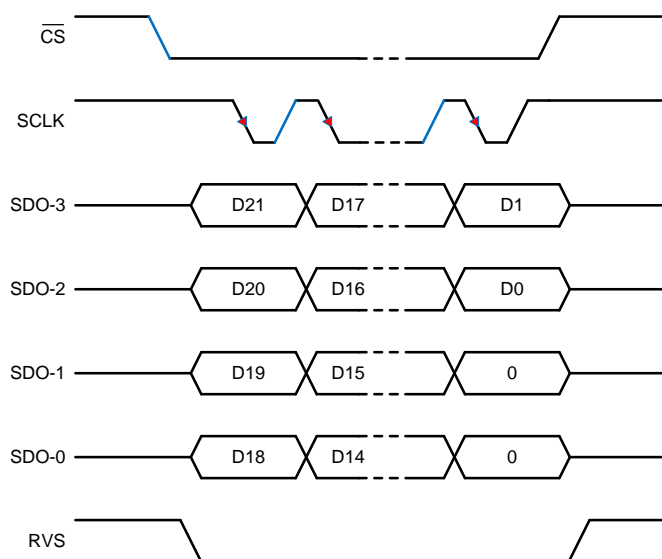 CS
SCLK
SDO-3 D21 D17 D1
SDO-2 D20 D16 D0
SDO-1 D19 D15 0
SDO-0 D18 D14 0
RVS